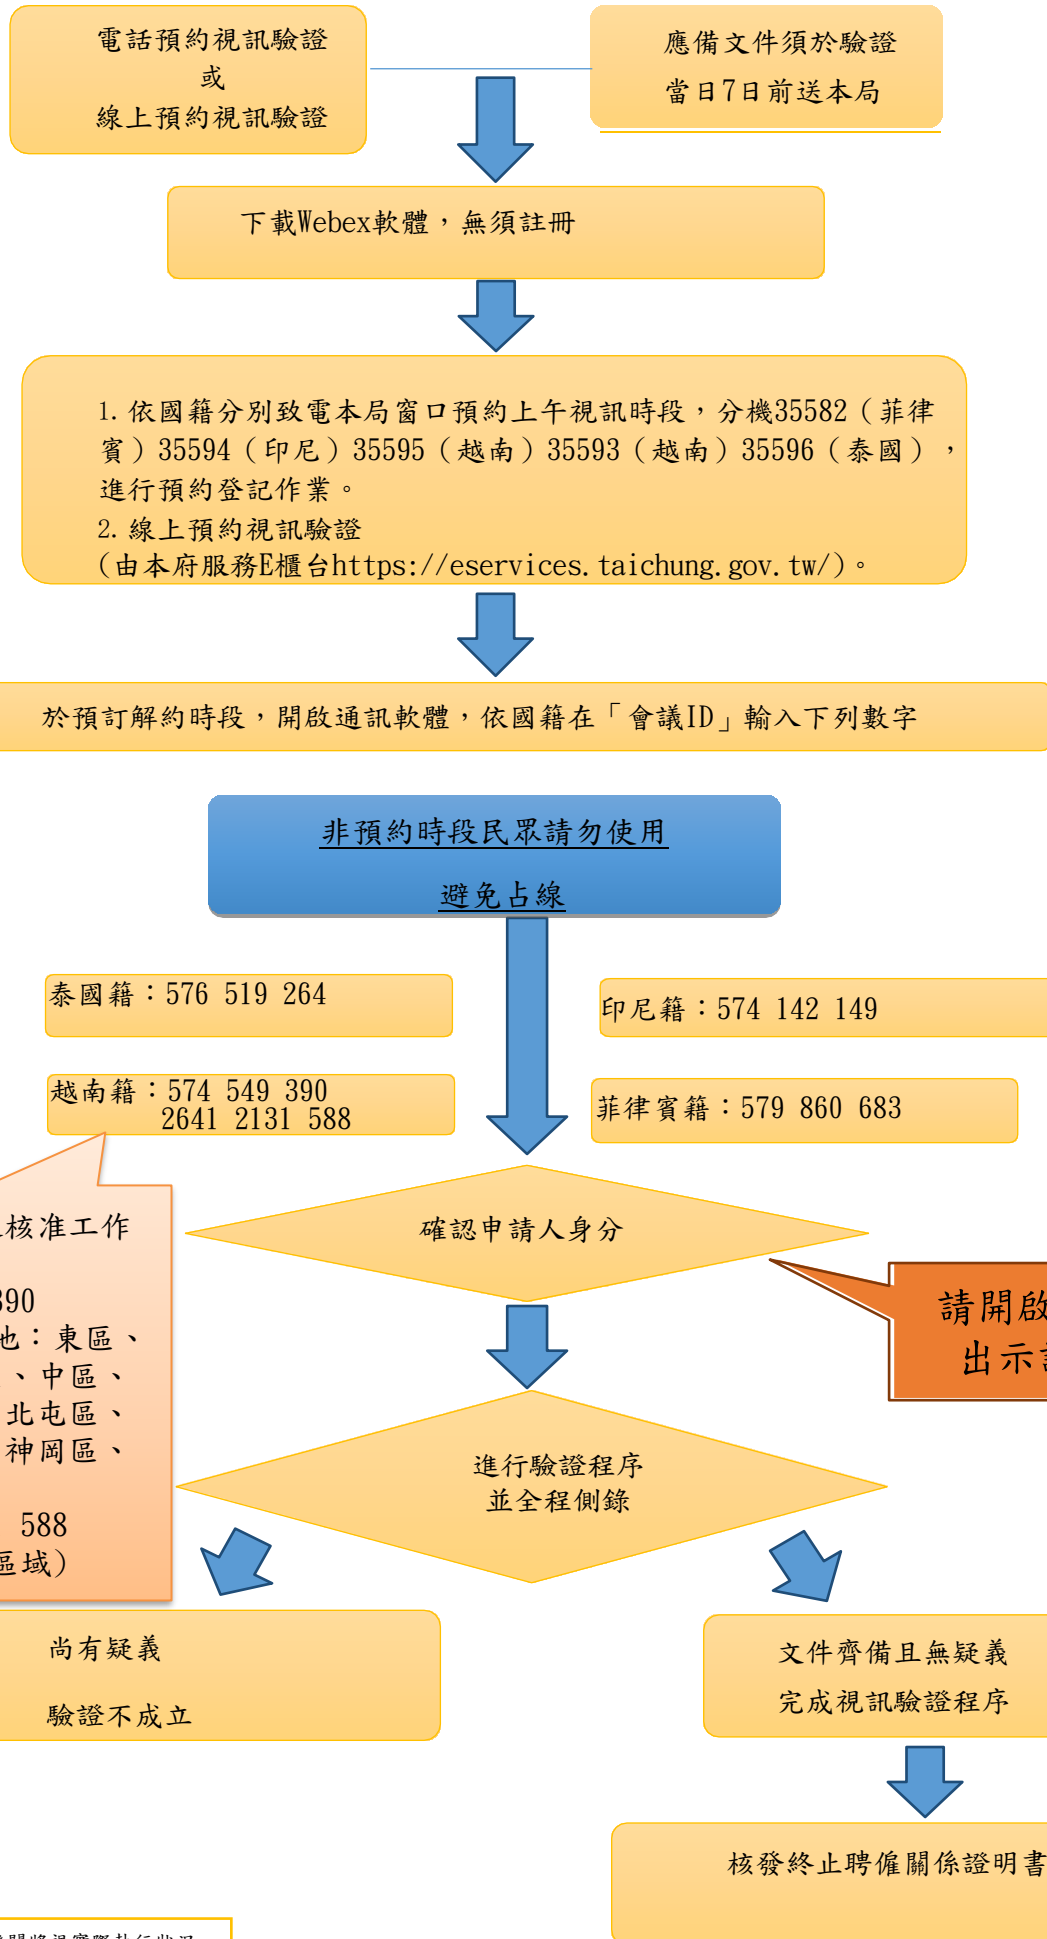 電話預約視訊驗證
或
線上預約視訊驗證
應備文件須於驗證
當日7日前送本局
下載Webex軟體，無須註冊
1. 依國籍分別致電本局窗口預約上午視訊時段，分機35582（菲律
賓）35594（印尼）35595（越南）35593（越南）35596（泰國），
進行預約登記作業。
2. 線上預約視訊驗證
(由本府服務E櫃台https://eservices.taichung.gov.tw/)。
於預訂解約時段，開啟通訊軟體，依國籍在「會議ID」輸入下列數字
非預約時段民眾請勿使用
避免占線
泰國籍：576 519 264
印尼籍：574 142 149
越南籍：574 549 390
2641 2131 588
菲律賓籍：579 860 683
核准工作
390
地：東區、
、中區、
北屯區、
神岡區、
588
區域)
確認申請人身分
請開啟
出示
進行驗證程序
並全程側錄
尚有疑義
驗證不成立
文件齊備且無疑義
完成視訊驗證程序
核發終止聘僱關係證明書